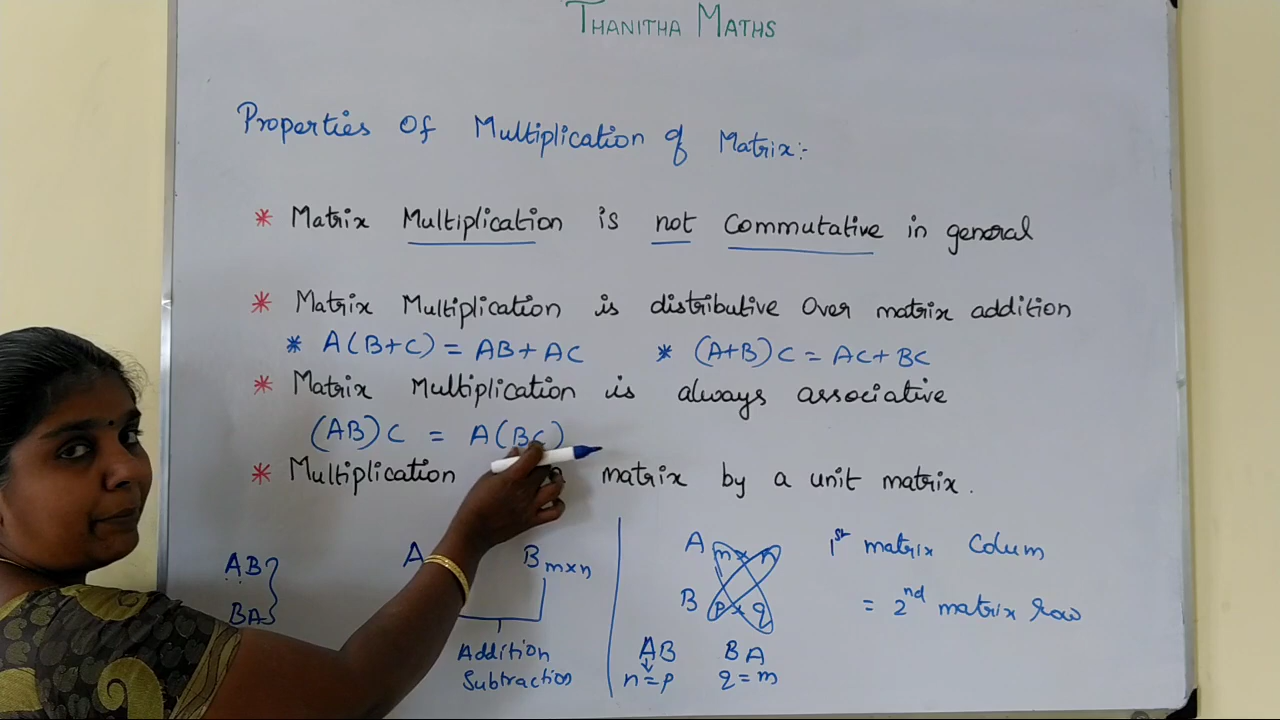 THANITHA MATHS
Properties Of Multiplication of Matrix:-
* Matrix Multiplication is not Commutative in general
* Matrix Multiplication is distributive Over matrix addition
* A(B+C) = AB + AC * (A+B)C = AC + BC
* Matrix Multiplication is always associative
(AB)C = A(BC)
* Multiplication matrix by a unit matrix.
AB
BA
A B m×n
Addition
Subtraction
A m×n
B p×q
AB BA
n=p q=m
1st matrix Colum
= 2nd matrix row